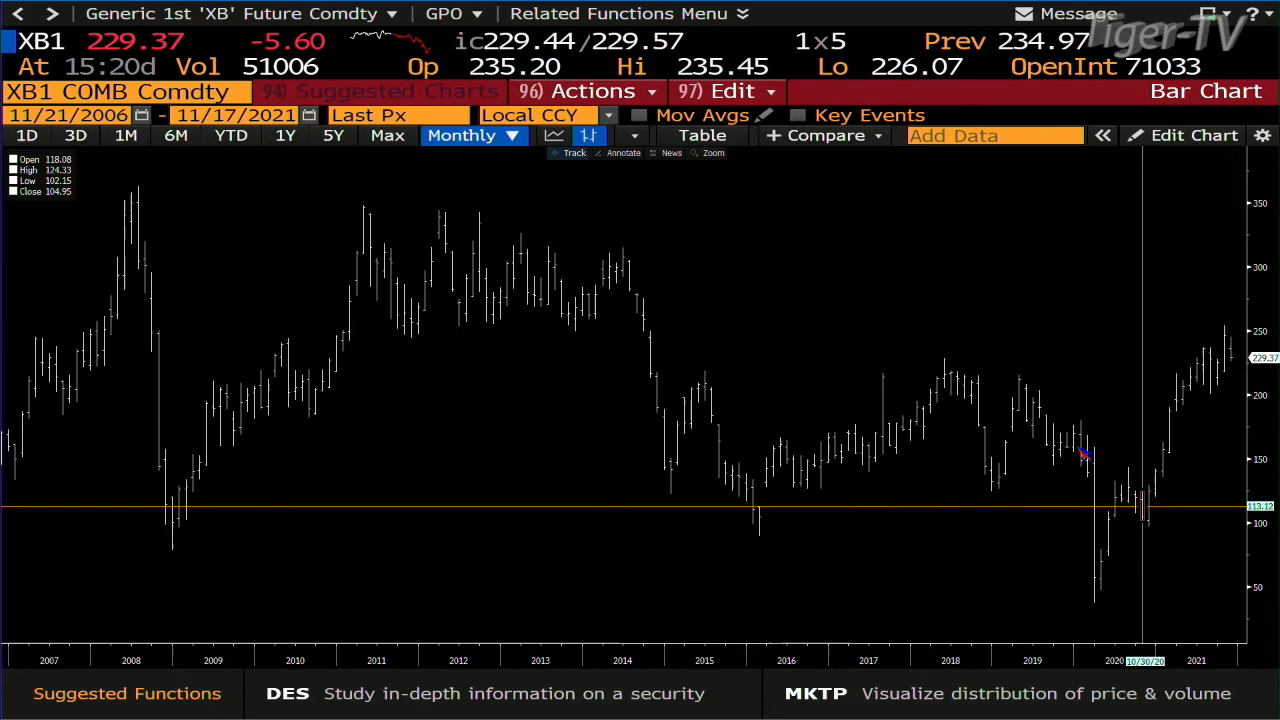 < > Generic 1st 'XB' Future Comdty GPO Related Functions Menu Message ?
Tiger-TV
XB1 229.37 -5.60 ic229.44/229.57 1x5 Prev 234.97
At 15:20d Vol 51006 Op 235.20 Hi 235.45 Lo 226.07 OpenInt 71033
XB1 COMB Comdty 94) Suggested Charts 96) Actions 97) Edit Bar Chart
11/21/2006 - 11/17/2021 Last Px Local CCY Mov Avgs Key Events
1D 3D 1M 6M YTD 1Y 5Y Max Monthly ▼ Table + Compare Add Data « Edit Chart
Track Annotate News Zoom
Open 118.08
High 124.33
Low 102.15
Close 104.95
350
300
250
229.37
200
150
113.12
100
50
2007 2008 2009 2010 2011 2012 2013 2014 2015 2016 2017 2018 2019 2020 10/30/20 2021
Suggested Functions DES Study in-depth information on a security MKTP Visualize distribution of price & volume